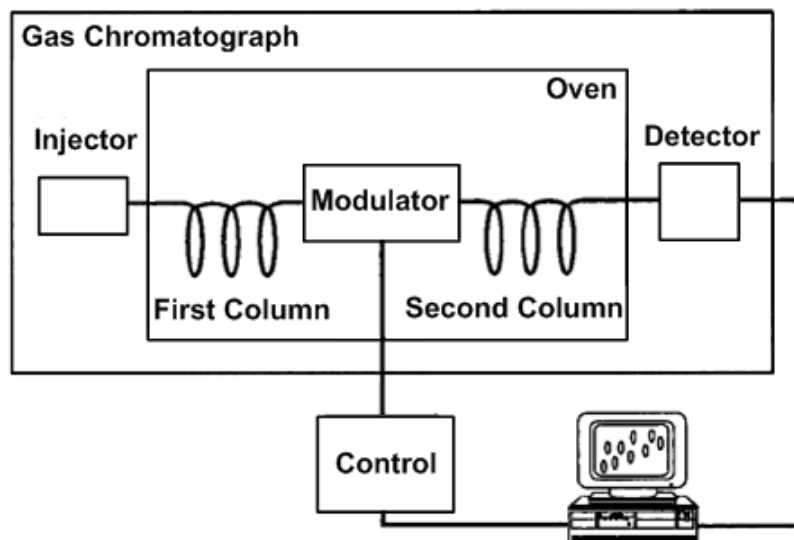 Gas Chromatograph
Oven
Injector
Detector
Modulator
First Column
Second Column
Control